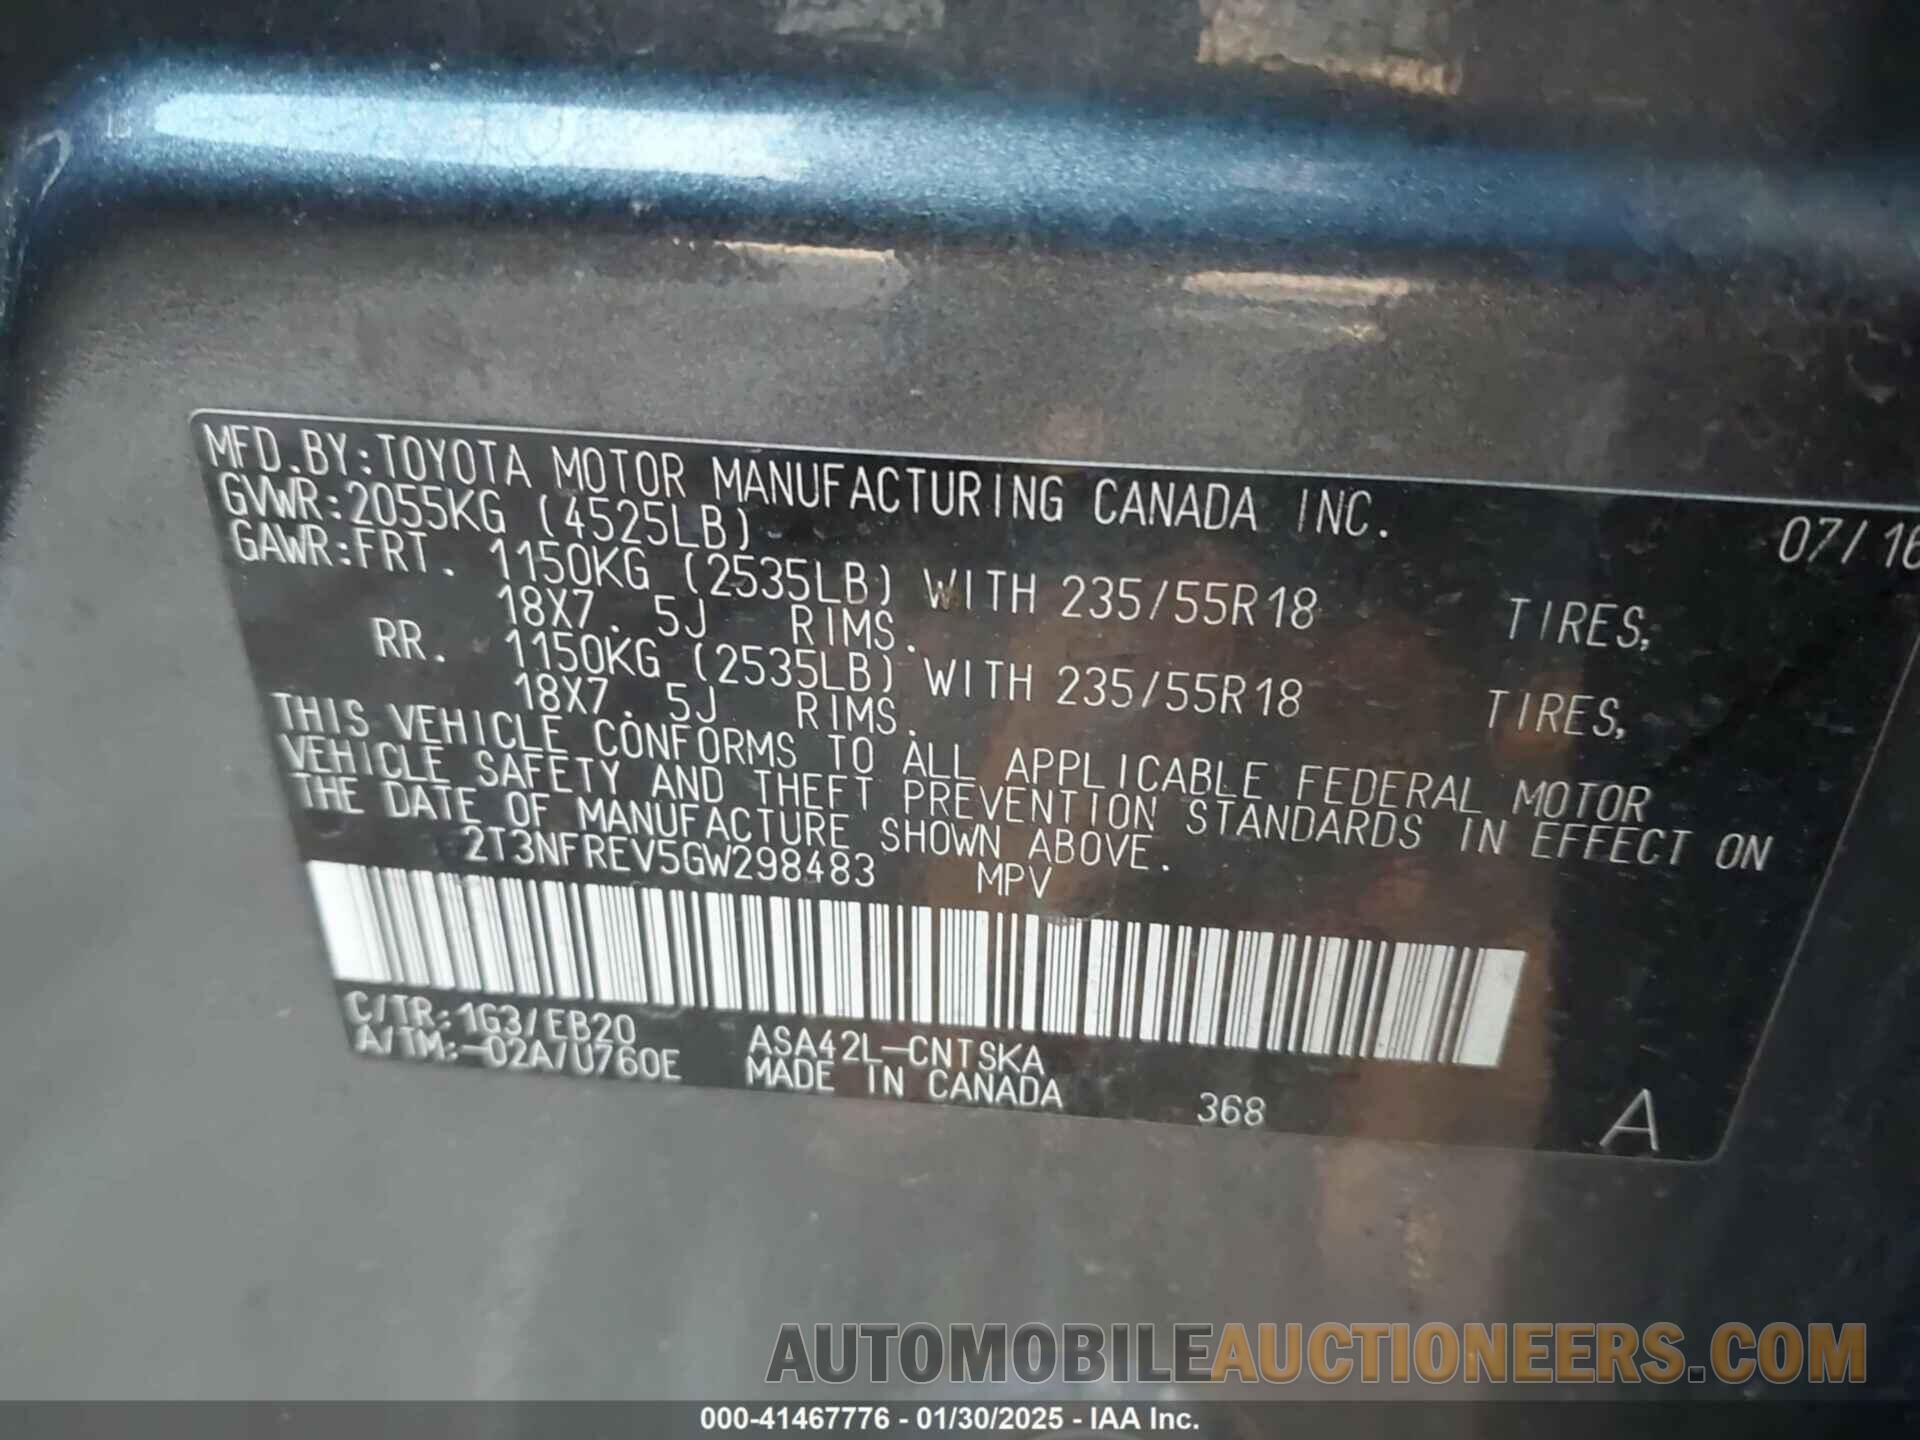 MFD.BY:TOYOTA MOTOR MANUFACTURING CANADA INC. 07/16
GVWR:2055KG (4525LB)
GAWR:FRT. 1150KG (2535LB) WITH 235/55R18 TIRES,
18X7.5J RIMS.
RR. 1150KG (2535LB) WITH 235/55R18 TIRES,
18X7.5J RIMS.
THIS VEHICLE CONFORMS TO ALL APPLICABLE FEDERAL MOTOR
VEHICLE SAFETY AND THEFT PREVENTION STANDARDS IN EFFECT ON
THE DATE OF MANUFACTURE SHOWN ABOVE.
2T3NFREV5GW298483 MPV
C/TR:1G3/EB20 ASA42L-CNTSKA
A/TM:-02A/U760E MADE IN CANADA 368 A
AUTOMOBILEAUCTIONEERS.COM
000-41467776 - 01/30/2025 - IAA Inc.